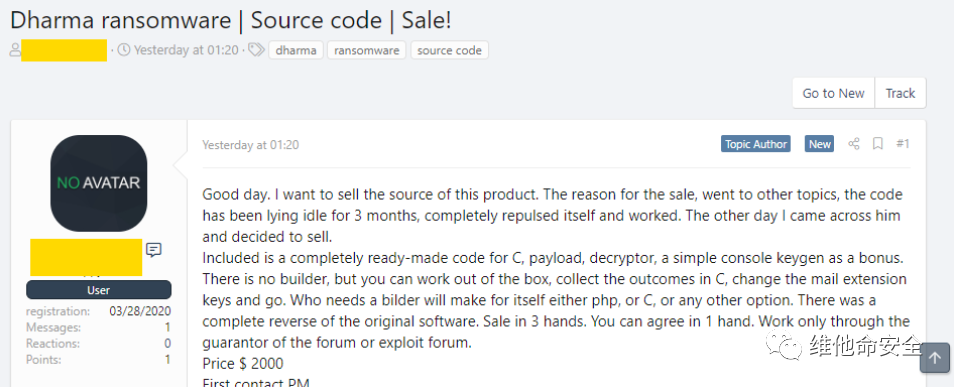 Dharma ransomware | Source code | Sale!
· Yesterday at 01:20 · dharma ransomware source code
Go to New Track
Yesterday at 01:20 Topic Author New #1
NO AVATAR
User
registration: 03/28/2020
Messages: 1
Reactions: 0
Points: 1
Good day. I want to sell the source of this product. The reason for the sale, went to other topics, the code
has been lying idle for 3 months, completely repulsed itself and worked. The other day I came across him
and decided to sell.
Included is a completely ready-made code for C, payload, decryptor, a simple console keygen as a bonus.
There is no builder, but you can work out of the box, collect the outcomes in C, change the mail extension
keys and go. Who needs a bilder will make for itself either php, or C, or any other option. There was a
complete reverse of the original software. Sale in 3 hands. You can agree in 1 hand. Work only through the
guarantor of the forum or exploit forum.
Price $ 2000
First contact PM
维他命安全